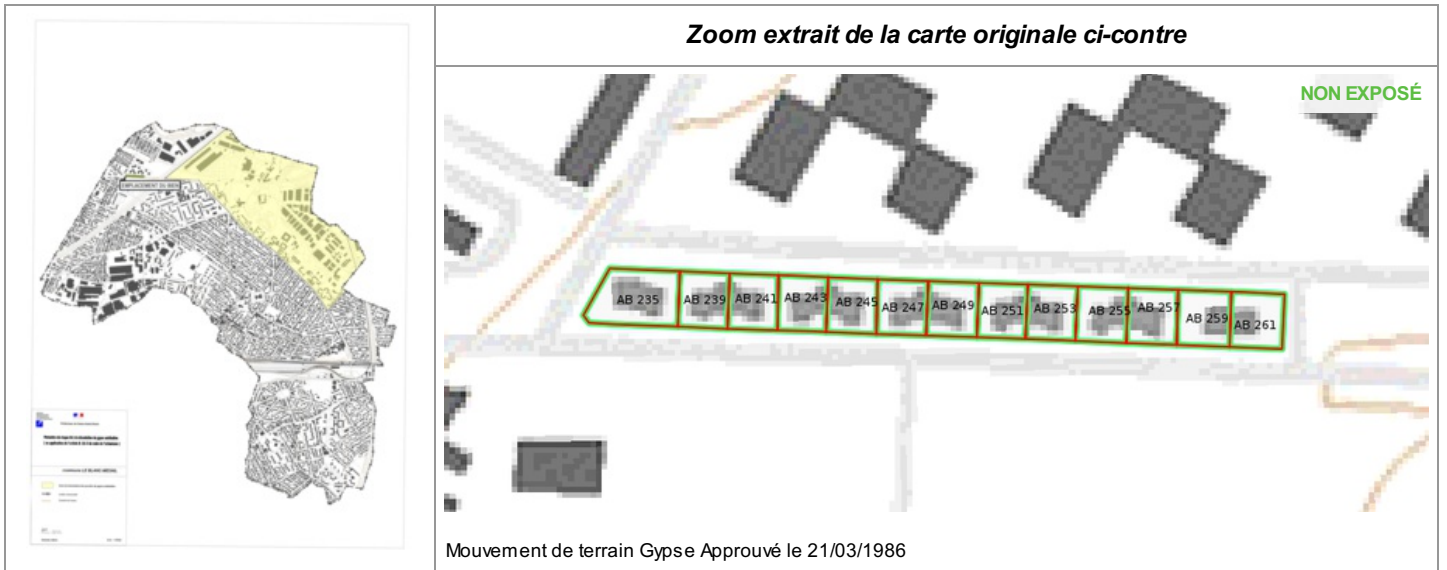 Zoom extrait de la carte originale ci-contre
EMPLACEMENT DU BIEN
NON EXPOSÉ
AB 235
AB 239
AB 241
AB 243
AB 245
AB 247
AB 249
AB 251
AB 253
AB 255
AB 257
AB 259
AB 261
Mouvement de terrain Gypse Approuvé le 21/03/1986